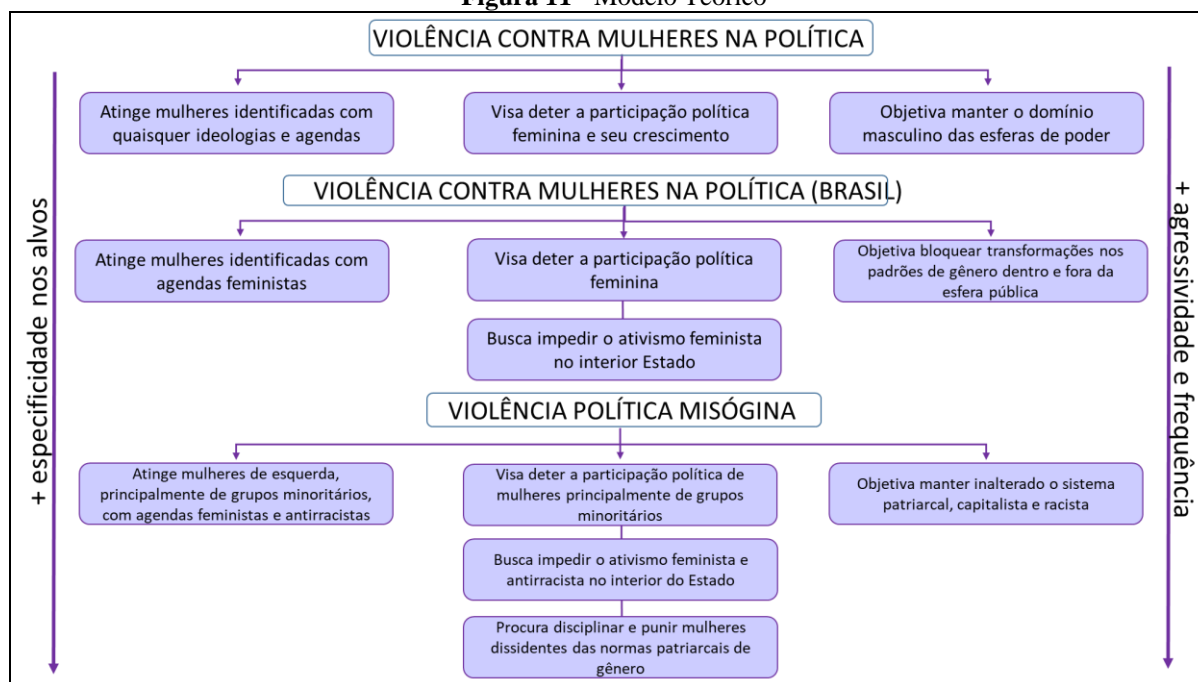 Figura 11 - Modelo Teórico
VIOLÊNCIA CONTRA MULHERES NA POLÍTICA
Atinge mulheres identificadas com
quaisquer ideologias e agendas
Visa deter a participação política
feminina e seu crescimento
Objetiva manter o domínio
masculino das esferas de poder
VIOLÊNCIA CONTRA MULHERES NA POLÍTICA (BRASIL)
Atinge mulheres identificadas com
agendas feministas
Visa deter a participação política
feminina
Objetiva bloquear transformações nos
padrões de gênero dentro e fora da
esfera pública
Busca impedir o ativismo feminista
no interior Estado
VIOLÊNCIA POLÍTICA MISÓGINA
Atinge mulheres de esquerda,
principalmente de grupos minoritários,
com agendas feministas e antirracistas
Visa deter a participação política de
mulheres principalmente de grupos
minoritários
Objetiva manter inalterado o sistema
patriarcal, capitalista e racista
Busca impedir o ativismo feminista e
antirracista no interior do Estado
Procura disciplinar e punir mulheres
dissidentes das normas patriarcais de
gênero
+ especificidade nos alvos
+ agressividade e frequência